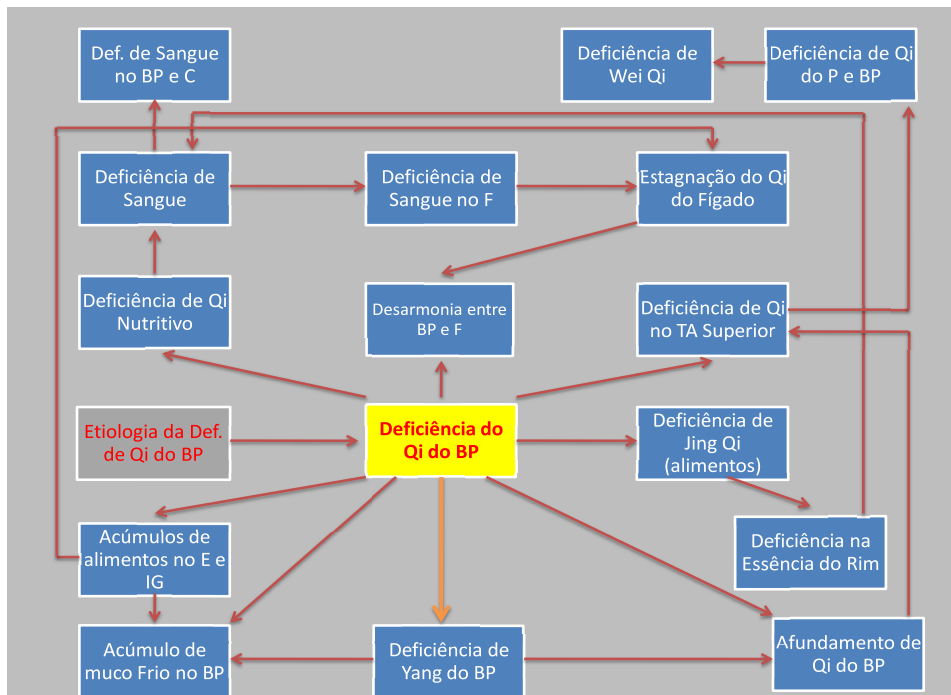 Def. de Sangue
no BP e C
Deficiência de
Wei Qi
Deficiência de Qi
do P e BP
Deficiência de
Sangue
Deficiência de
Sangue no F
Estagnação do Qi
do Fígado
Deficiência de Qi
Nutritivo
Desarmonia entre
BP e F
Deficiência de Qi
no TA Superior
Etiologia da Def.
de Qi do BP
Deficiência do
Qi do BP
Deficiência de
Jing Qi
(alimentos)
Acúmulos de
alimentos no E e
IG
Deficiência na
Essência do Rim
Acúmulo de
muco Frio no BP
Deficiência de
Yang do BP
Afundamento de
Qi do BP